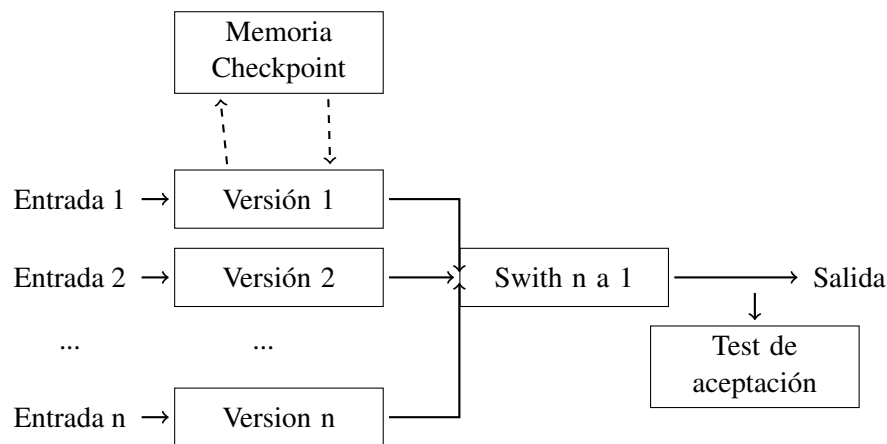 Memoria
Checkpoint
Entrada 1
Versión 1
Entrada 2
Versión 2
Swith n a 1
Salida
...
...
Test de
aceptación
Entrada n
Version n